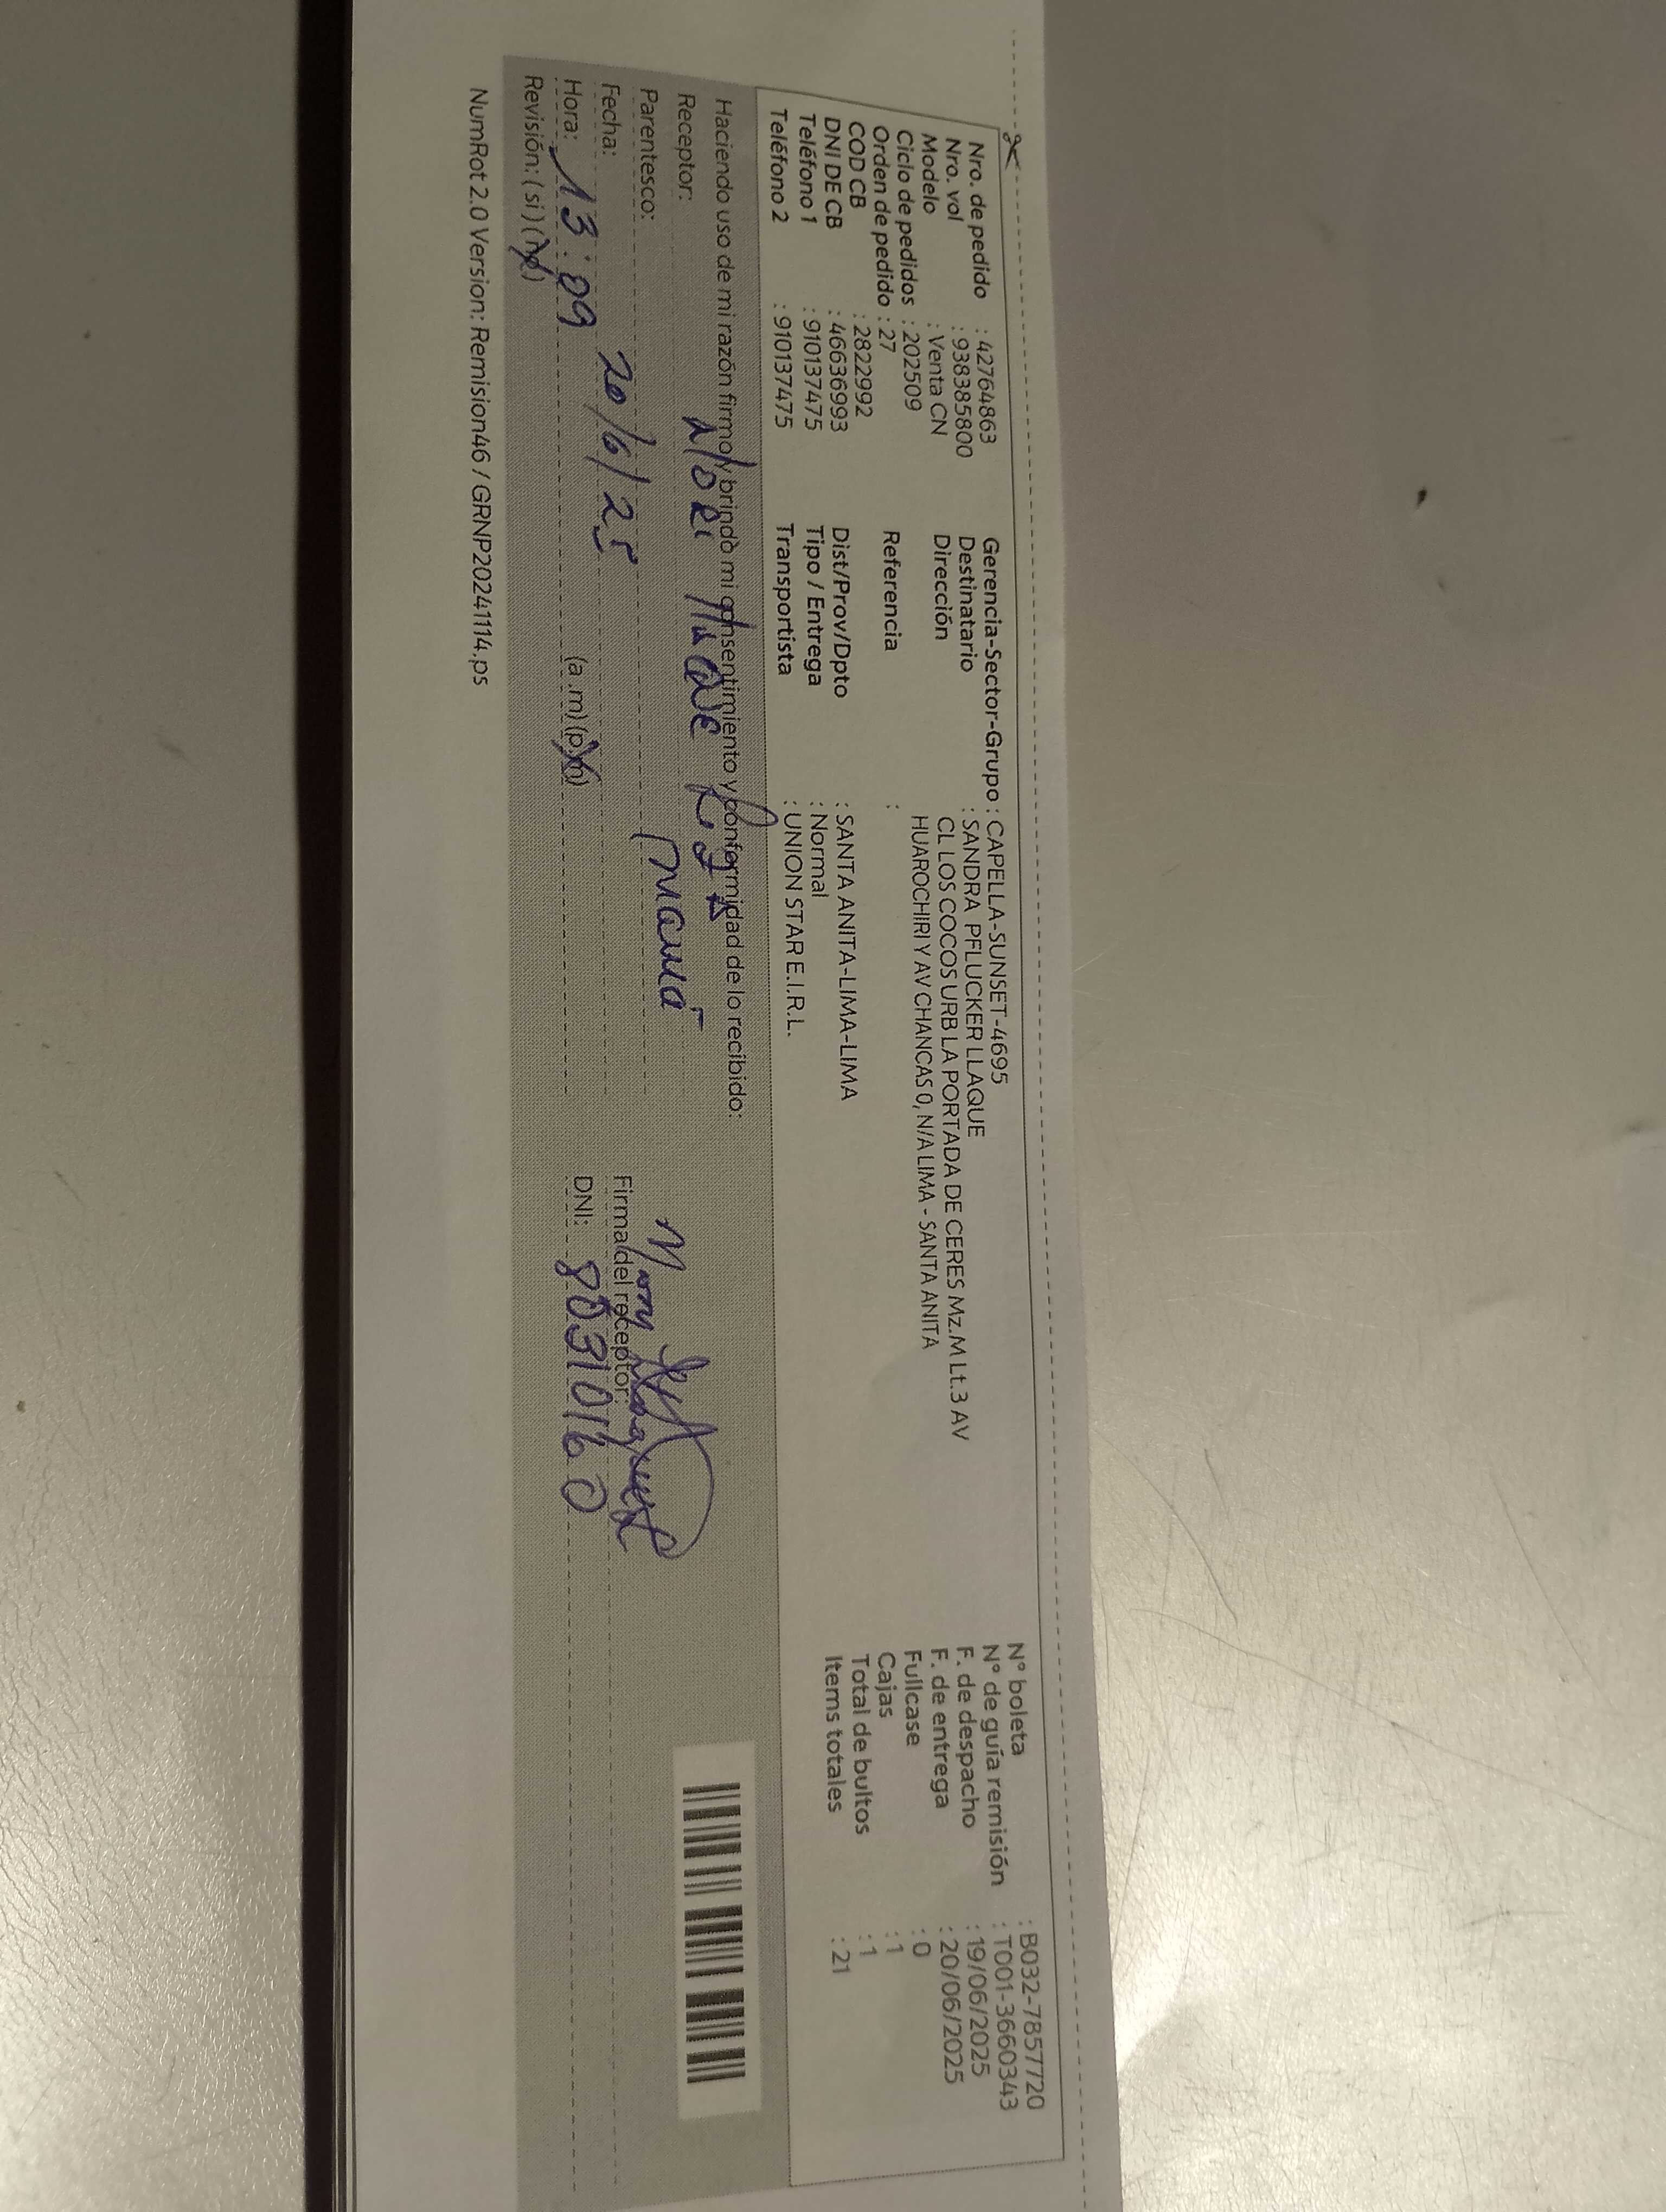 Nro. de pedido : 42764863
Nro. vol : 938385800
Modelo : Venta CN
Ciclo de pedidos : 202509
Orden de pedido : 27
COD CB : 2822992
DNI DE CB : 46636993
Teléfono 1 : 910137475
Teléfono 2 : 910137475
Gerencia-Sector-Grupo : CAPELLA-SUNSET-4695
Destinatario : SANDRA PFLUCKER LLAQUE
Dirección CL LOS COCOS URB LA PORTADA DE CERES Mz.M Lt.3 AV
HUAROCHIRI Y AV CHANCAS 0, N/A LIMA - SANTA ANITA
Referencia :
Dist/Prov/Dpto : SANTA ANITA-LIMA-LIMA
Tipo / Entrega : Normal
Transportista : UNION STAR E.I.R.L.
N° boleta : B032-7857720
N° de guía remisión : T001-3660343
F. de despacho : 19/06/2025
F. de entrega : 20/06/2025
Fullcase : 0
Cajas : 1
Total de bultos : 1
Items totales : 21
Haciendo uso de mi razón firmo y brindo mi consentimiento y conformidad de lo recibido:
Receptor:
Parentesco: mamá
Fecha: 20/6/25
Hora: 13:09 (a .m) (p.m)
Revisión: ( si ) ( no )
Firma del receptor:
DNI: 80310160
NumRot 2.0 Version: Remision46 / GRNP20241114.ps